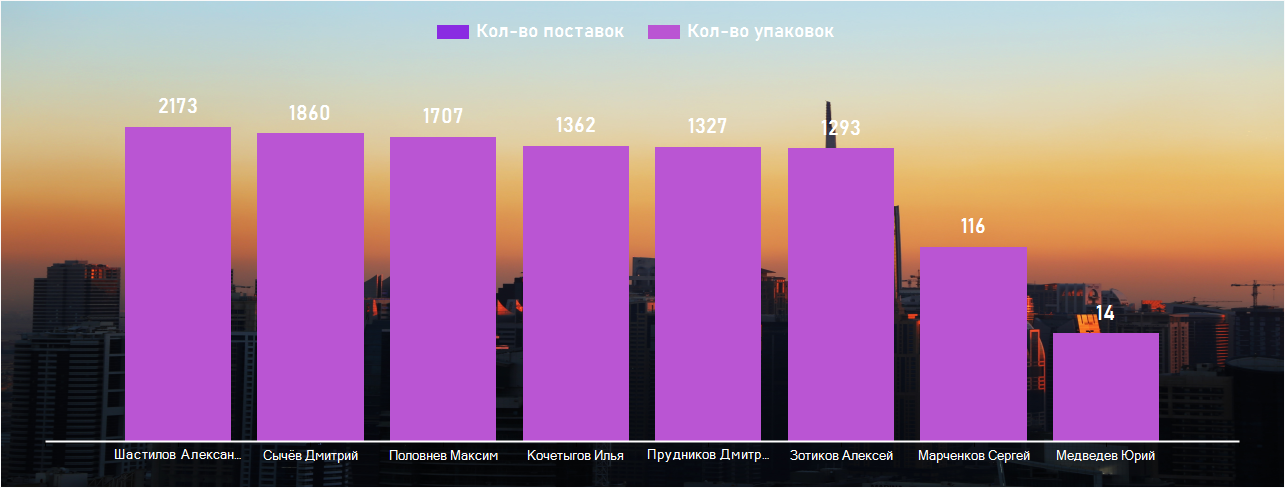 Кол-во поставок Кол-во упаковок
2173 1860 1707 1362 1327 1293 116 14
Шастилов Алексан... Сычёв Дмитрий Половнев Максим Кочетыгов Илья Прудников Дмитр... Зотиков Алексей Марченков Сергей Медведев Юрий